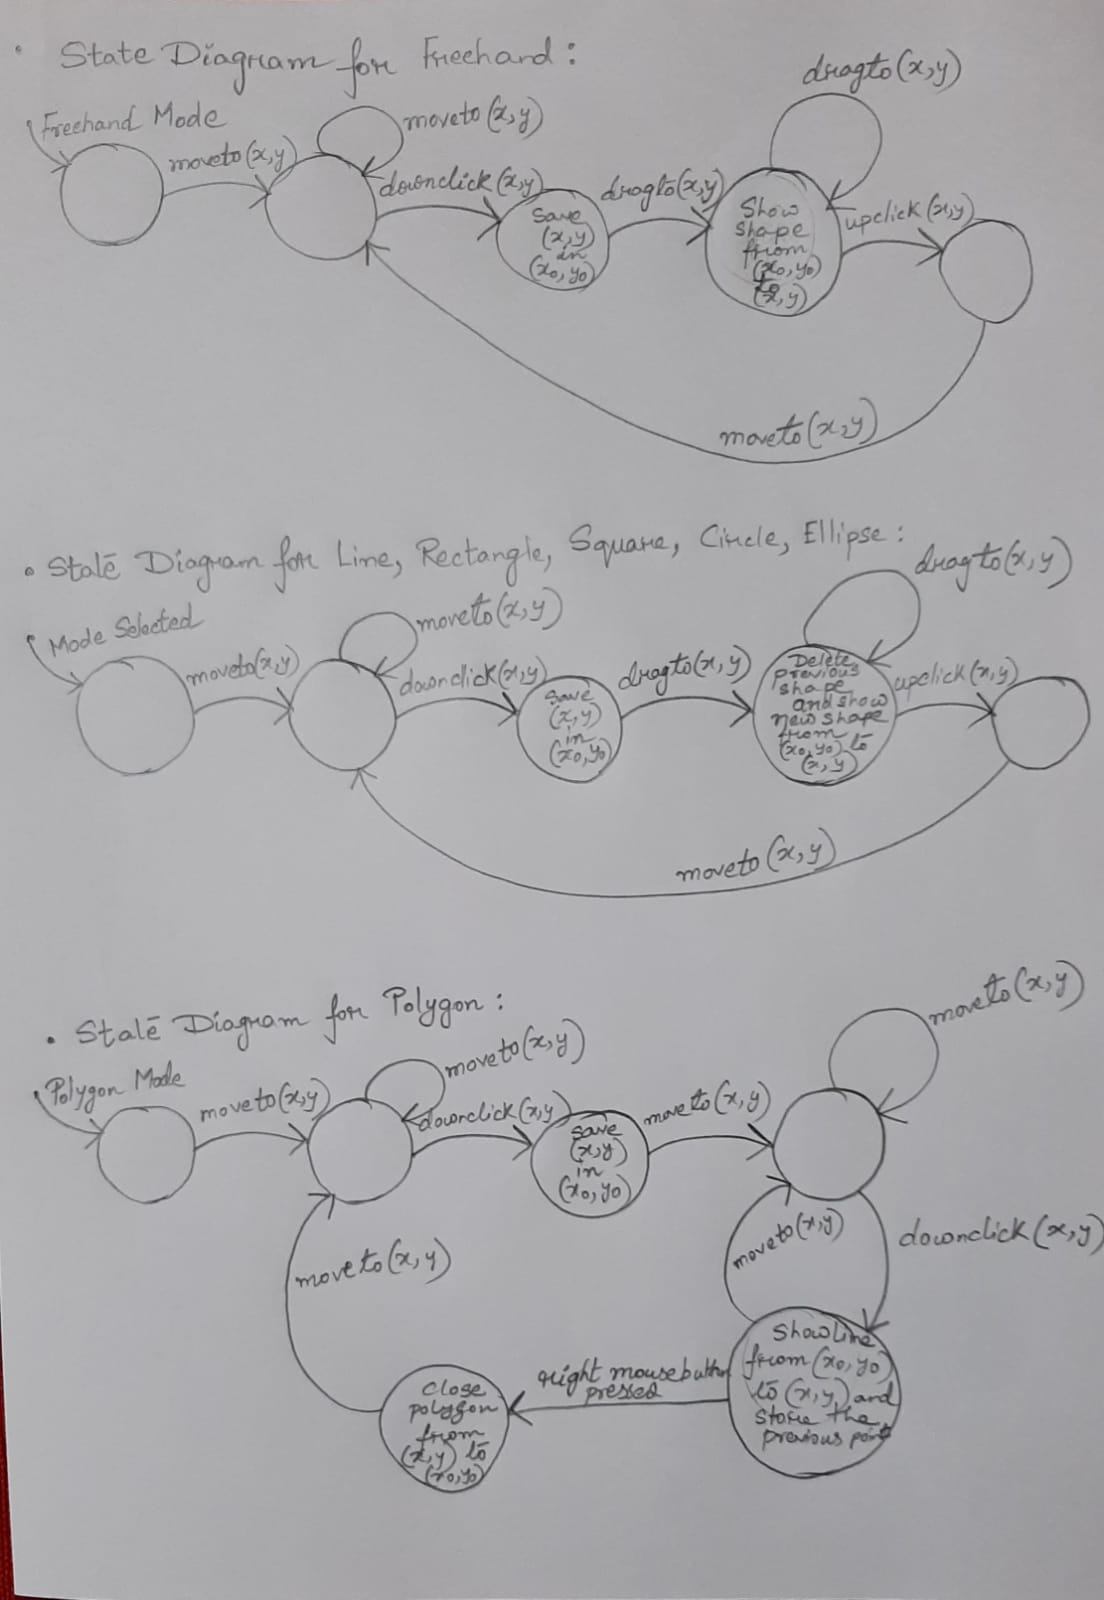 • State Diagram for Freehand :
dragto(x,y)
Freehand Mode
moveto(x,y)
moveto(x,y)
downclick(x,y)
dragto(x,y)
upclick(x,y)
Save
(x,y)
in
(x₀,y₀)
Show
shape
from
(x₀,y₀)
to
(x,y)
moveto(x,y)
• State Diagram for Line, Rectangle, Square, Circle, Ellipse :
dragto(x,y)
Mode Selected
moveto(x,y)
moveto(x,y)
downclick(x,y)
dragto(x,y)
upclick(x,y)
Save
(x,y)
in
(x₀,y₀)
Delete
previous
shape
and show
new shape
from
(x₀,y₀) to
(x,y)
moveto(x,y)
• State Diagram for Polygon :
moveto(x,y)
Polygon Mode
moveto(x,y)
moveto(x,y)
downclick(x,y)
moveto(x,y)
Save
(x,y)
in
(x₀,y₀)
moveto(x,y)
downclick(x,y)
moveto(x,y)
Show line
from (x₀,y₀)
to (x,y) and
store the
previous point
right mouse button
pressed
Close
polygon
from
(x,y) to
(x₀,y₀)